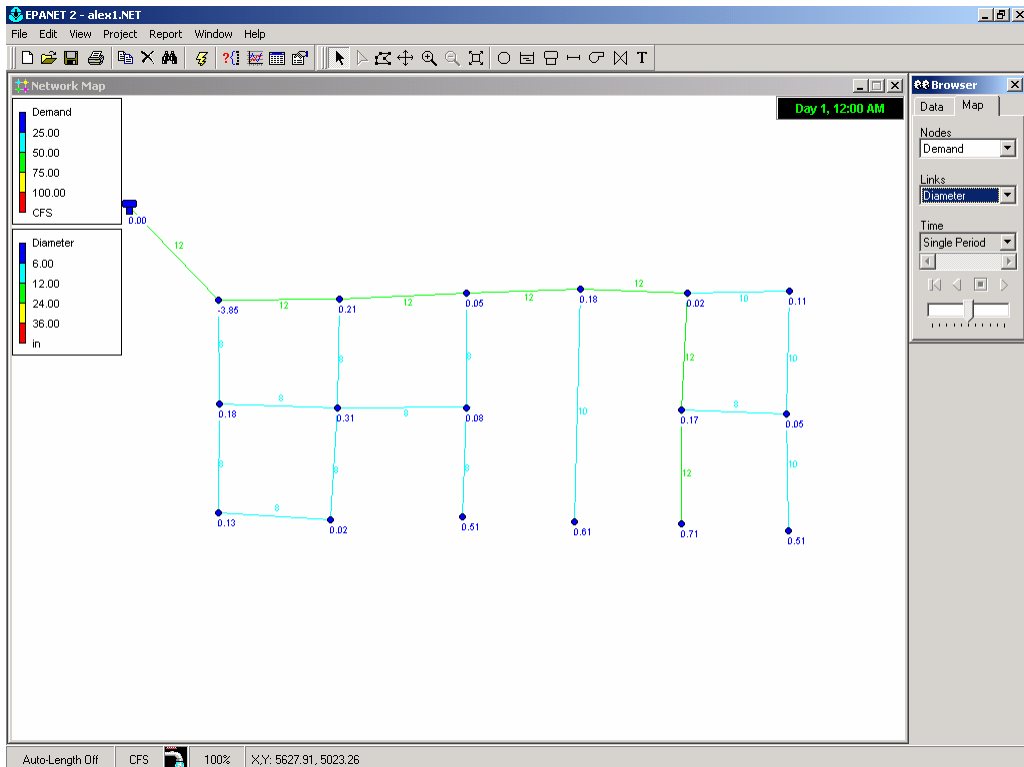 EPANET 2 - alex1.NET
File Edit View Project Report Window Help
?{} T
Network Map
Day 1, 12:00 AM
Demand
25.00
50.00
75.00
100.00
CFS
Diameter
6.00
12.00
24.00
36.00
in
0.00
12
12 12 12 12 10
-3.85 0.21 0.05 0.18 0.02 0.11
8 8 8 10 12 10
8 8 8
0.18 0.31 0.08 0.17 0.05
8 8 8 12 10
8
0.13 0.02 0.51 0.61 0.71 0.51
Browser
Data Map
Nodes
Demand
Links
Diameter
Time
Single Period
Auto-Length Off CFS 100% X,Y: 5627.91, 5023.26